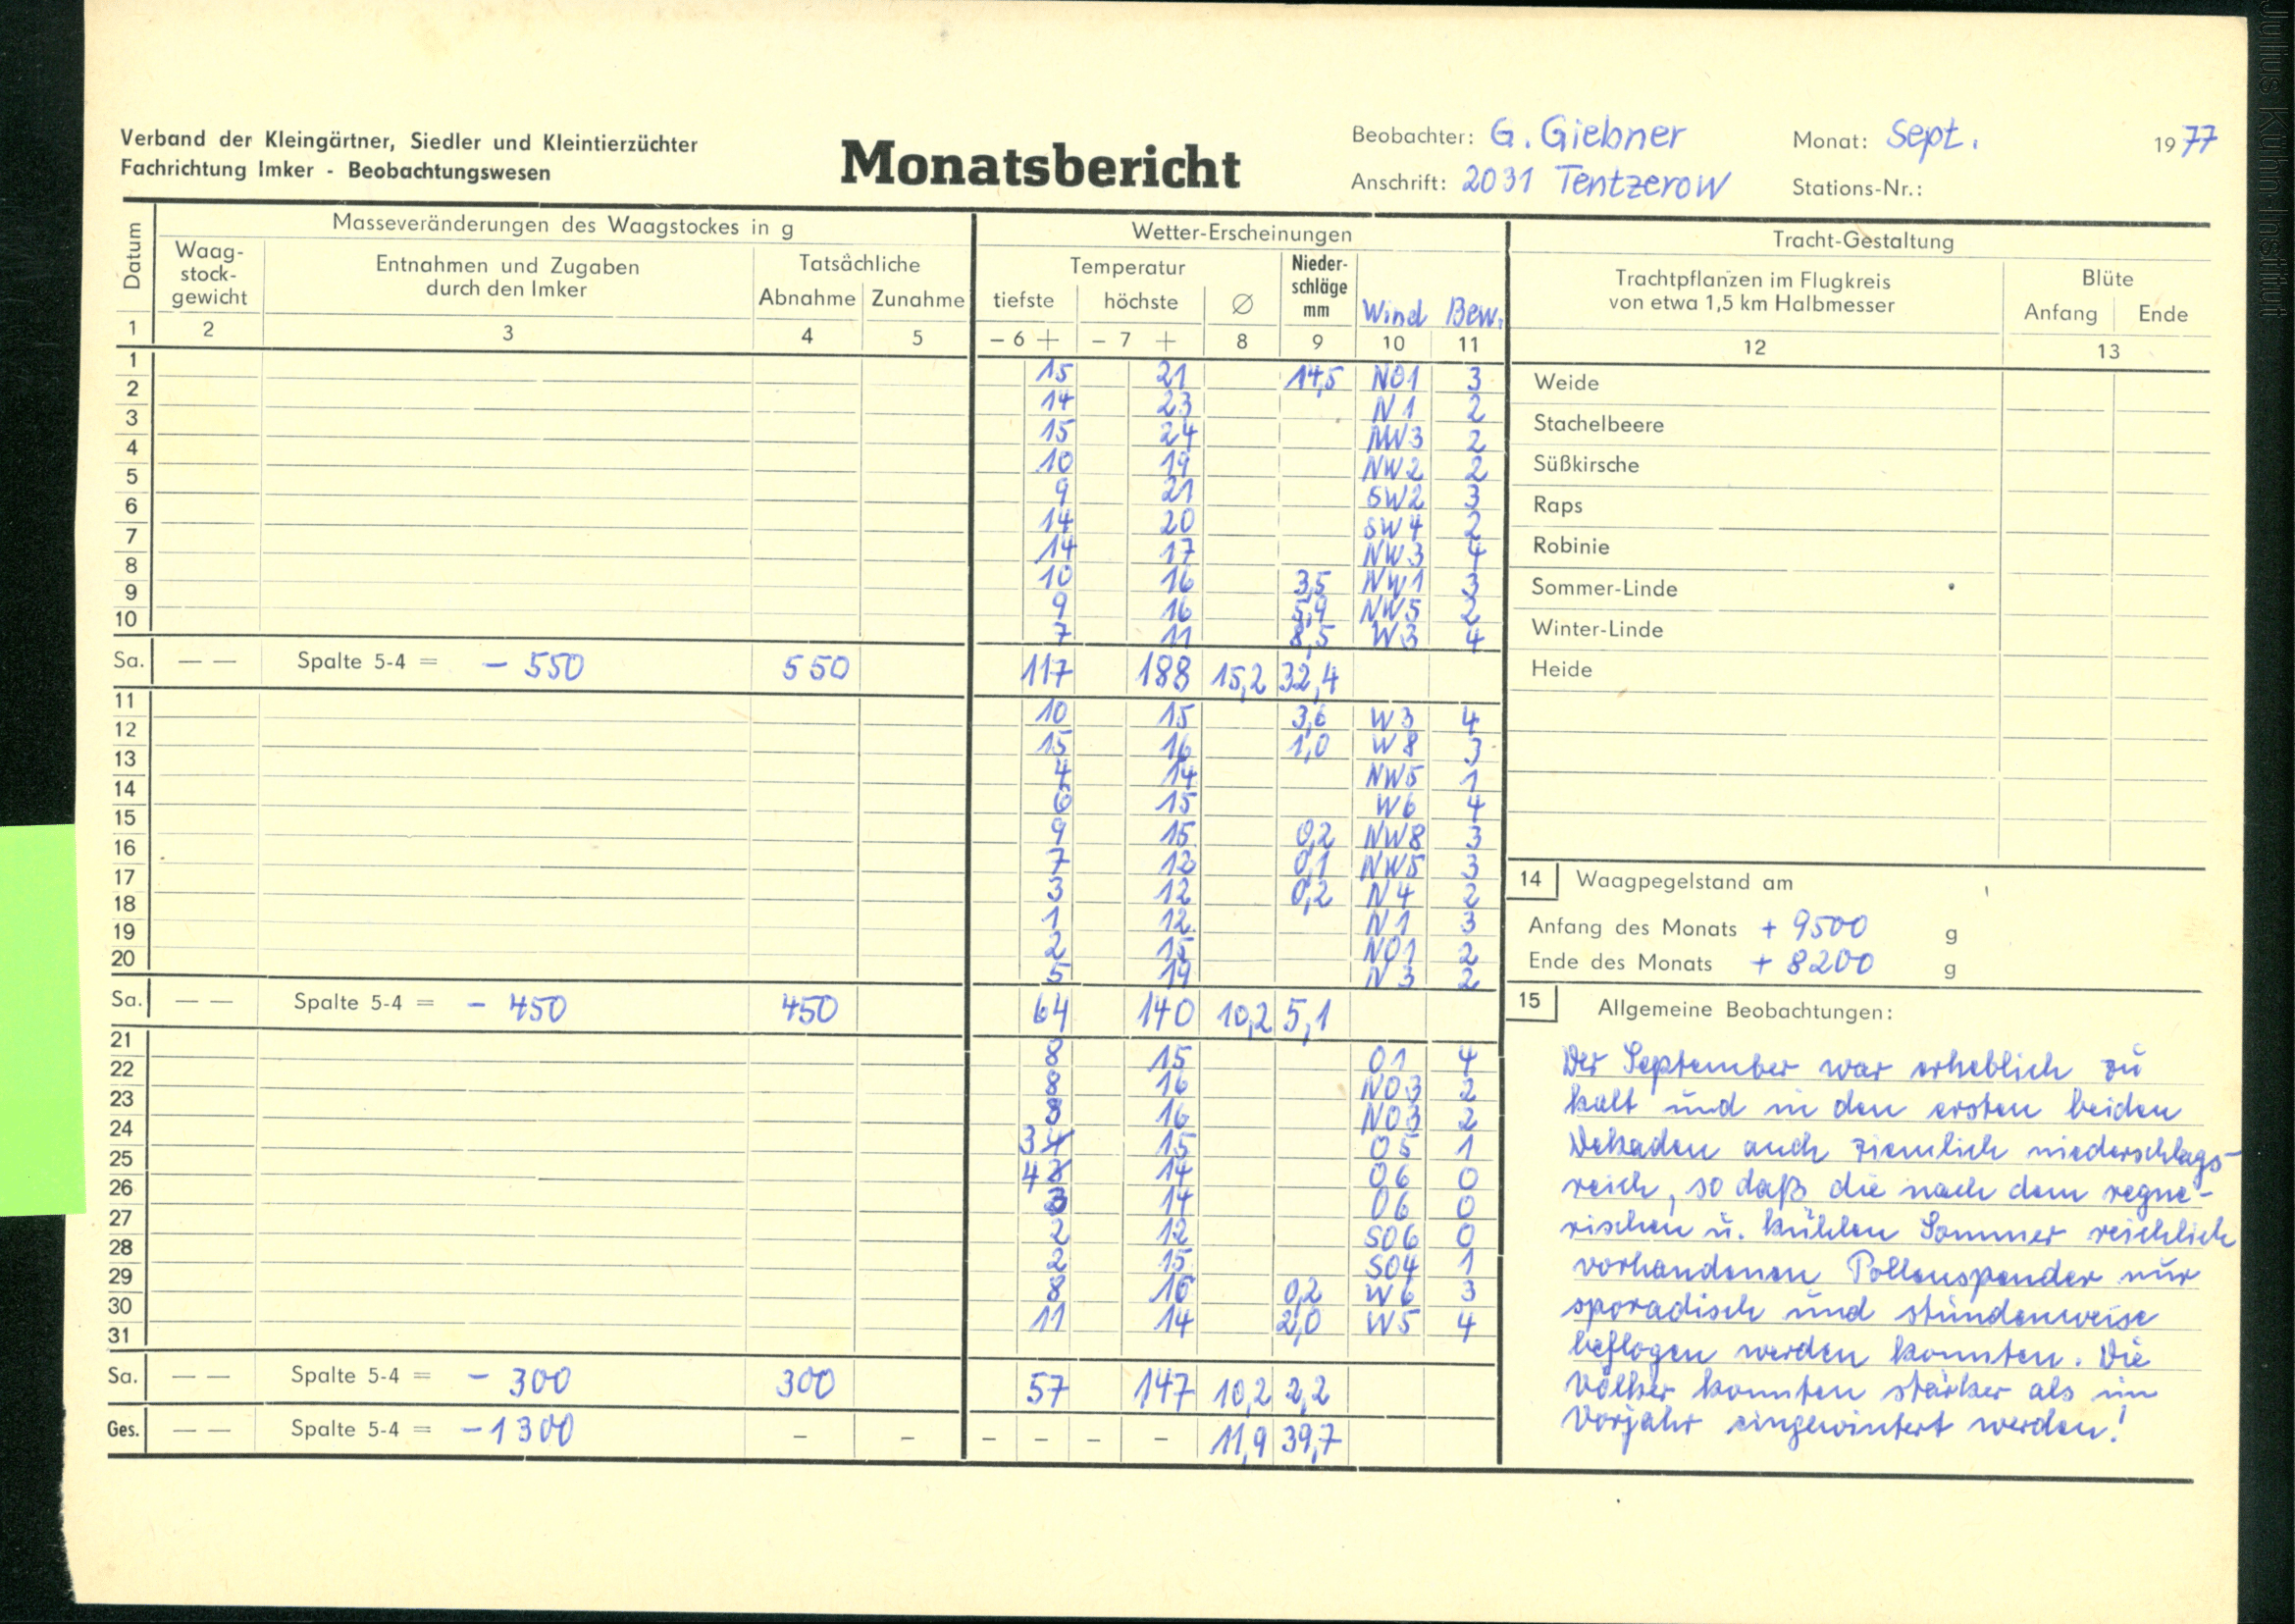 Verband der Kleingärtner, Siedler und Kleintierzüchter
Fachrichtung Imker - Beobachtungswesen
Monatsbericht
Beobachter: G. Giebner
Monat: Sept. 1977
Anschrift: 2031 Tentzerow
Stations-Nr.:
Datum
Masseveränderungen des Waagstockes in g
Wetter-Erscheinungen
Tracht-Gestaltung
Waag-
stock-
gewicht
Entnahmen und Zugaben
durch den Imker
Tatsächliche
Abnahme Zunahme
Temperatur
tiefste höchste ∅
Nieder-
schläge
mm
Wind Bew.
Trachtpflanzen im Flugkreis
von etwa 1,5 km Halbmesser
Blüte
Anfang Ende
1 2 3 4 5 - 6 + - 7 + 8 9 10 11 12 13
1 15 21 14,5 NO1 3
2 14 23 N1 2
3 15 24 NW3 2
4 10 19 NW2 2
5 9 21 SW2 3
6 14 20 SW4 2
7 14 17 NW3 4
8 10 16 3,5 NW1 3
9 9 16 5,9 NW5 2
10 7 11 8,5 W3 4
Sa. — — Spalte 5-4 = - 550 550 117 188 15,2 32,4
11 10 15 3,6 W3 4
12 15 16 1,0 W8 3
13 4 14 NW5 1
14 6 15 W6 4
15 9 15 0,2 NW8 3
16 7 12 0,1 NW5 3
17 3 12 0,2 N4 2
18 1 12 N1 3
19 2 15 NO1 2
20 5 19 N3 2
Sa. — — Spalte 5-4 = - 450 450 64 140 10,2 5,1
21 8 15 O1 4
22 8 16 NO3 2
23 8 16 NO3 2
24 3 15 O5 1
25 4 14 O6 0
26 3 14 O6 0
27 2 12 SO6 0
28 2 15 SO4 1
29 8 16 0,2 W6 3
30 11 14 2,0 W5 4
31
Sa. — — Spalte 5-4 = - 300 300 57 147 10,2 2,2
Ges. — — Spalte 5-4 = -1300 - - - - - - 11,9 39,7
Weide
Stachelbeere
Süßkirsche
Raps
Robinie
Sommer-Linde
Winter-Linde
Heide
14 Waagpegelstand am
Anfang des Monats + 9500 g
Ende des Monats + 8200 g
15 Allgemeine Beobachtungen:
Der September war erheblich zu
kalt und in den ersten beiden
Dekaden auch ziemlich niederschlags-
reich, so daß die nach dem regne-
rischen u. kühlen Sommer reichlich
vorhandenen Pollenspender nur
sporadisch und stundenweise
beflogen werden konnten. Die
Völker konnten stärker als im
Vorjahr eingewintert werden!
Julius Kühn-Institut